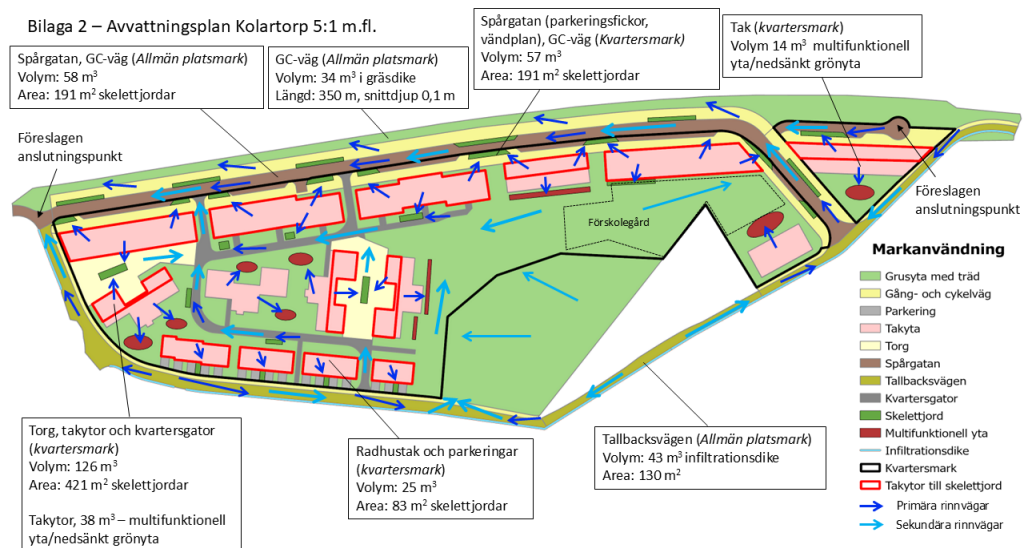 Bilaga 2 – Avvattningsplan Kolartorp 5:1 m.fl.
Spårgatan, GC-väg (Allmän platsmark)
Volym: 58 m³
Area: 191 m² skelettjordar
GC-väg (Allmän platsmark)
Volym: 34 m³ i gräsdike
Längd: 350 m, snittdjup 0,1 m
Spårgatan (parkeringsfickor,
vändplan), GC-väg (Kvartersmark)
Volym: 57 m³
Area: 191 m² skelettjordar
Tak (kvartersmark)
Volym 14 m³ multifunktionell
yta/nedsänkt grönyta
Föreslagen
anslutningspunkt
Föreslagen
anslutningspunkt
Förskolegård
Markanvändning
Grusyta med träd
Gång- och cykelväg
Parkering
Takyta
Torg
Spårgatan
Tallbacksvägen
Kvartersgator
Skelettjord
Multifunktionell yta
Infiltrationsdike
Kvartersmark
Takytor till skelettjord
Primära rinnvägar
Sekundära rinnvägar
Torg, takytor och kvartersgator
(kvartersmark)
Volym: 126 m³
Area: 421 m² skelettjordar
Takytor, 38 m³ – multifunktionell
yta/nedsänkt grönyta
Radhustak och parkeringar
(kvartersmark)
Volym: 25 m³
Area: 83 m² skelettjordar
Tallbacksvägen (Allmän platsmark)
Volym: 43 m³ infiltrationsdike
Area: 130 m²